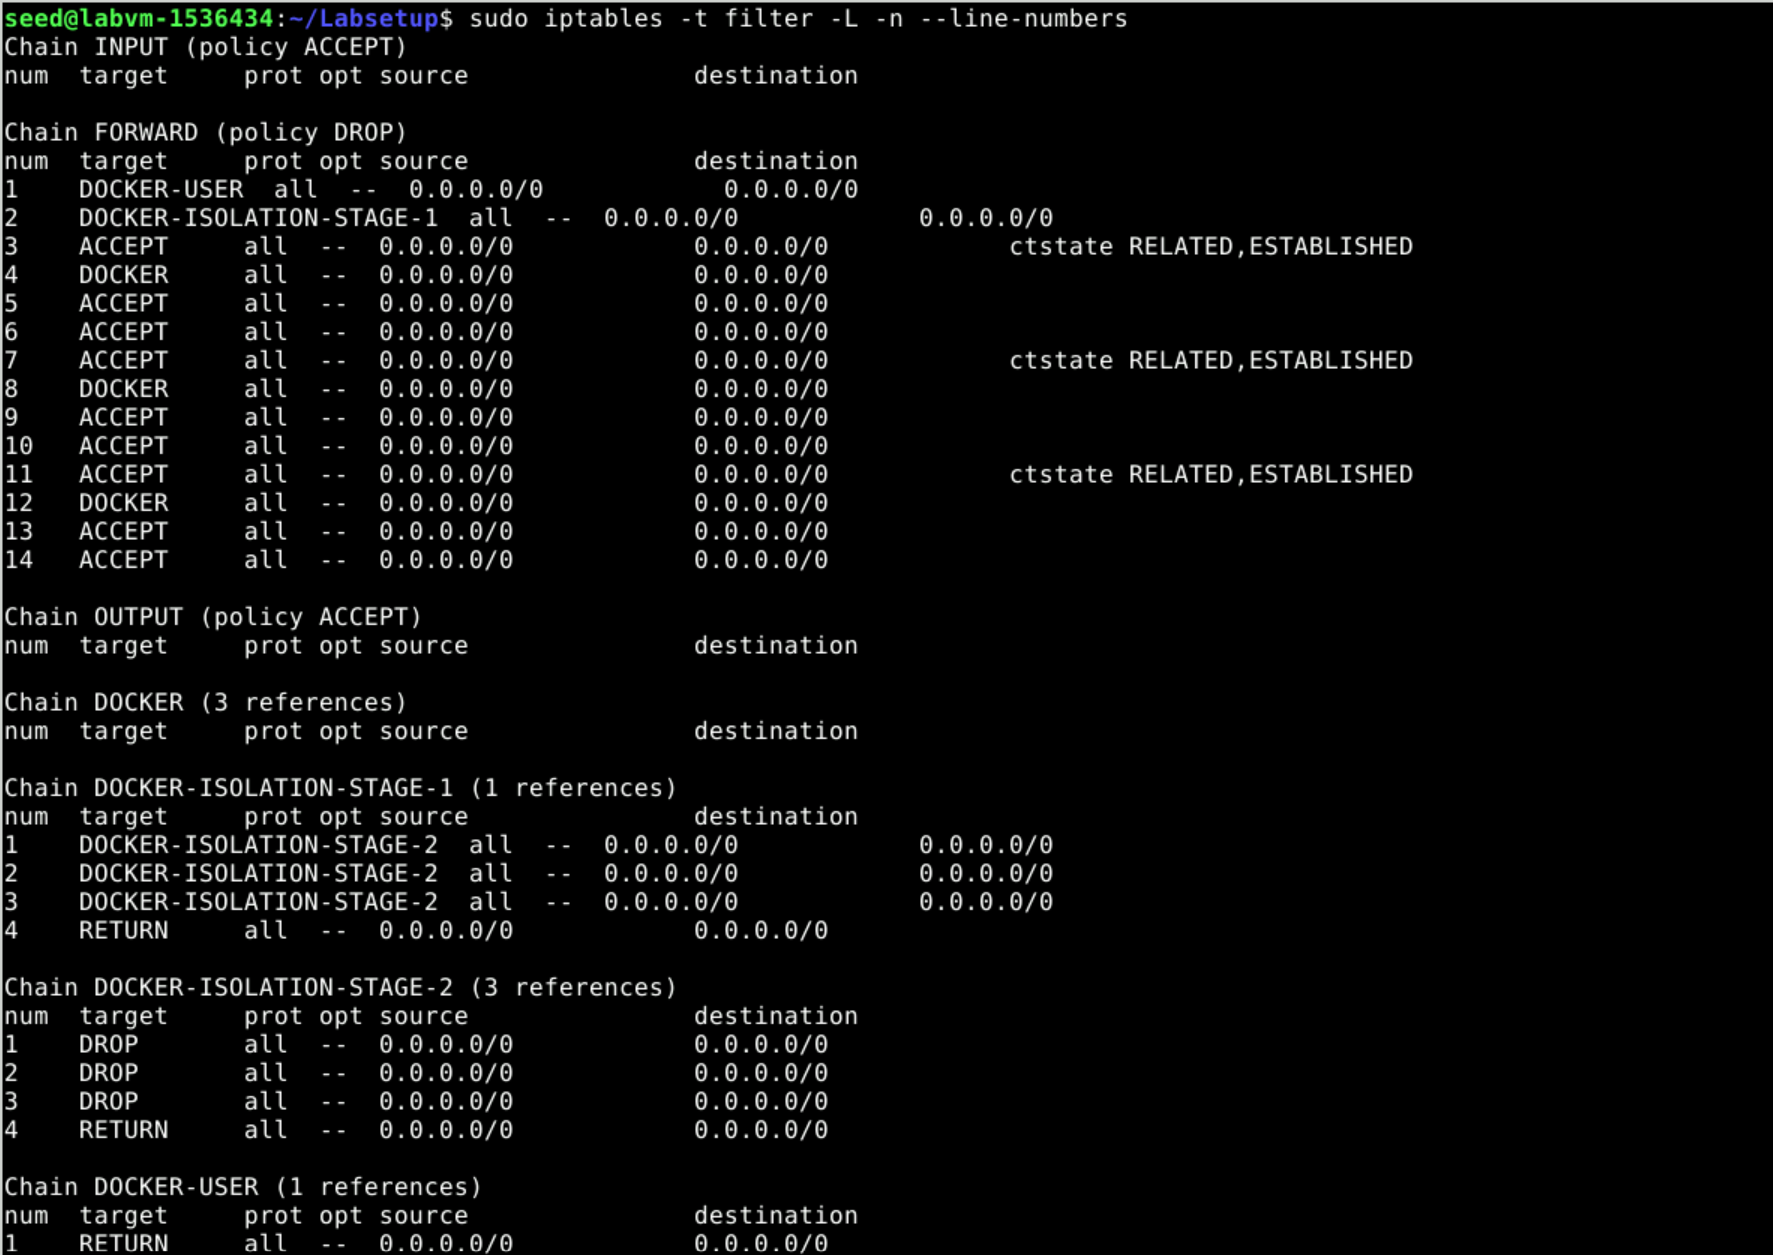 seed@labvm-1536434:~/Labsetup$ sudo iptables -t filter -L -n --line-numbers
Chain INPUT (policy ACCEPT)
num  target     prot opt source               destination

Chain FORWARD (policy DROP)
num  target     prot opt source               destination
1    DOCKER-USER  all  --  0.0.0.0/0            0.0.0.0/0
2    DOCKER-ISOLATION-STAGE-1  all  --  0.0.0.0/0            0.0.0.0/0
3    ACCEPT     all  --  0.0.0.0/0            0.0.0.0/0            ctstate RELATED,ESTABLISHED
4    DOCKER     all  --  0.0.0.0/0            0.0.0.0/0
5    ACCEPT     all  --  0.0.0.0/0            0.0.0.0/0
6    ACCEPT     all  --  0.0.0.0/0            0.0.0.0/0
7    ACCEPT     all  --  0.0.0.0/0            0.0.0.0/0            ctstate RELATED,ESTABLISHED
8    DOCKER     all  --  0.0.0.0/0            0.0.0.0/0
9    ACCEPT     all  --  0.0.0.0/0            0.0.0.0/0
10   ACCEPT     all  --  0.0.0.0/0            0.0.0.0/0
11   ACCEPT     all  --  0.0.0.0/0            0.0.0.0/0            ctstate RELATED,ESTABLISHED
12   DOCKER     all  --  0.0.0.0/0            0.0.0.0/0
13   ACCEPT     all  --  0.0.0.0/0            0.0.0.0/0
14   ACCEPT     all  --  0.0.0.0/0            0.0.0.0/0

Chain OUTPUT (policy ACCEPT)
num  target     prot opt source               destination

Chain DOCKER (3 references)
num  target     prot opt source               destination

Chain DOCKER-ISOLATION-STAGE-1 (1 references)
num  target     prot opt source               destination
1    DOCKER-ISOLATION-STAGE-2  all  --  0.0.0.0/0            0.0.0.0/0
2    DOCKER-ISOLATION-STAGE-2  all  --  0.0.0.0/0            0.0.0.0/0
3    DOCKER-ISOLATION-STAGE-2  all  --  0.0.0.0/0            0.0.0.0/0
4    RETURN     all  --  0.0.0.0/0            0.0.0.0/0

Chain DOCKER-ISOLATION-STAGE-2 (3 references)
num  target     prot opt source               destination
1    DROP       all  --  0.0.0.0/0            0.0.0.0/0
2    DROP       all  --  0.0.0.0/0            0.0.0.0/0
3    DROP       all  --  0.0.0.0/0            0.0.0.0/0
4    RETURN     all  --  0.0.0.0/0            0.0.0.0/0

Chain DOCKER-USER (1 references)
num  target     prot opt source               destination
1    RETURN     all  --  0.0.0.0/0            0.0.0.0/0